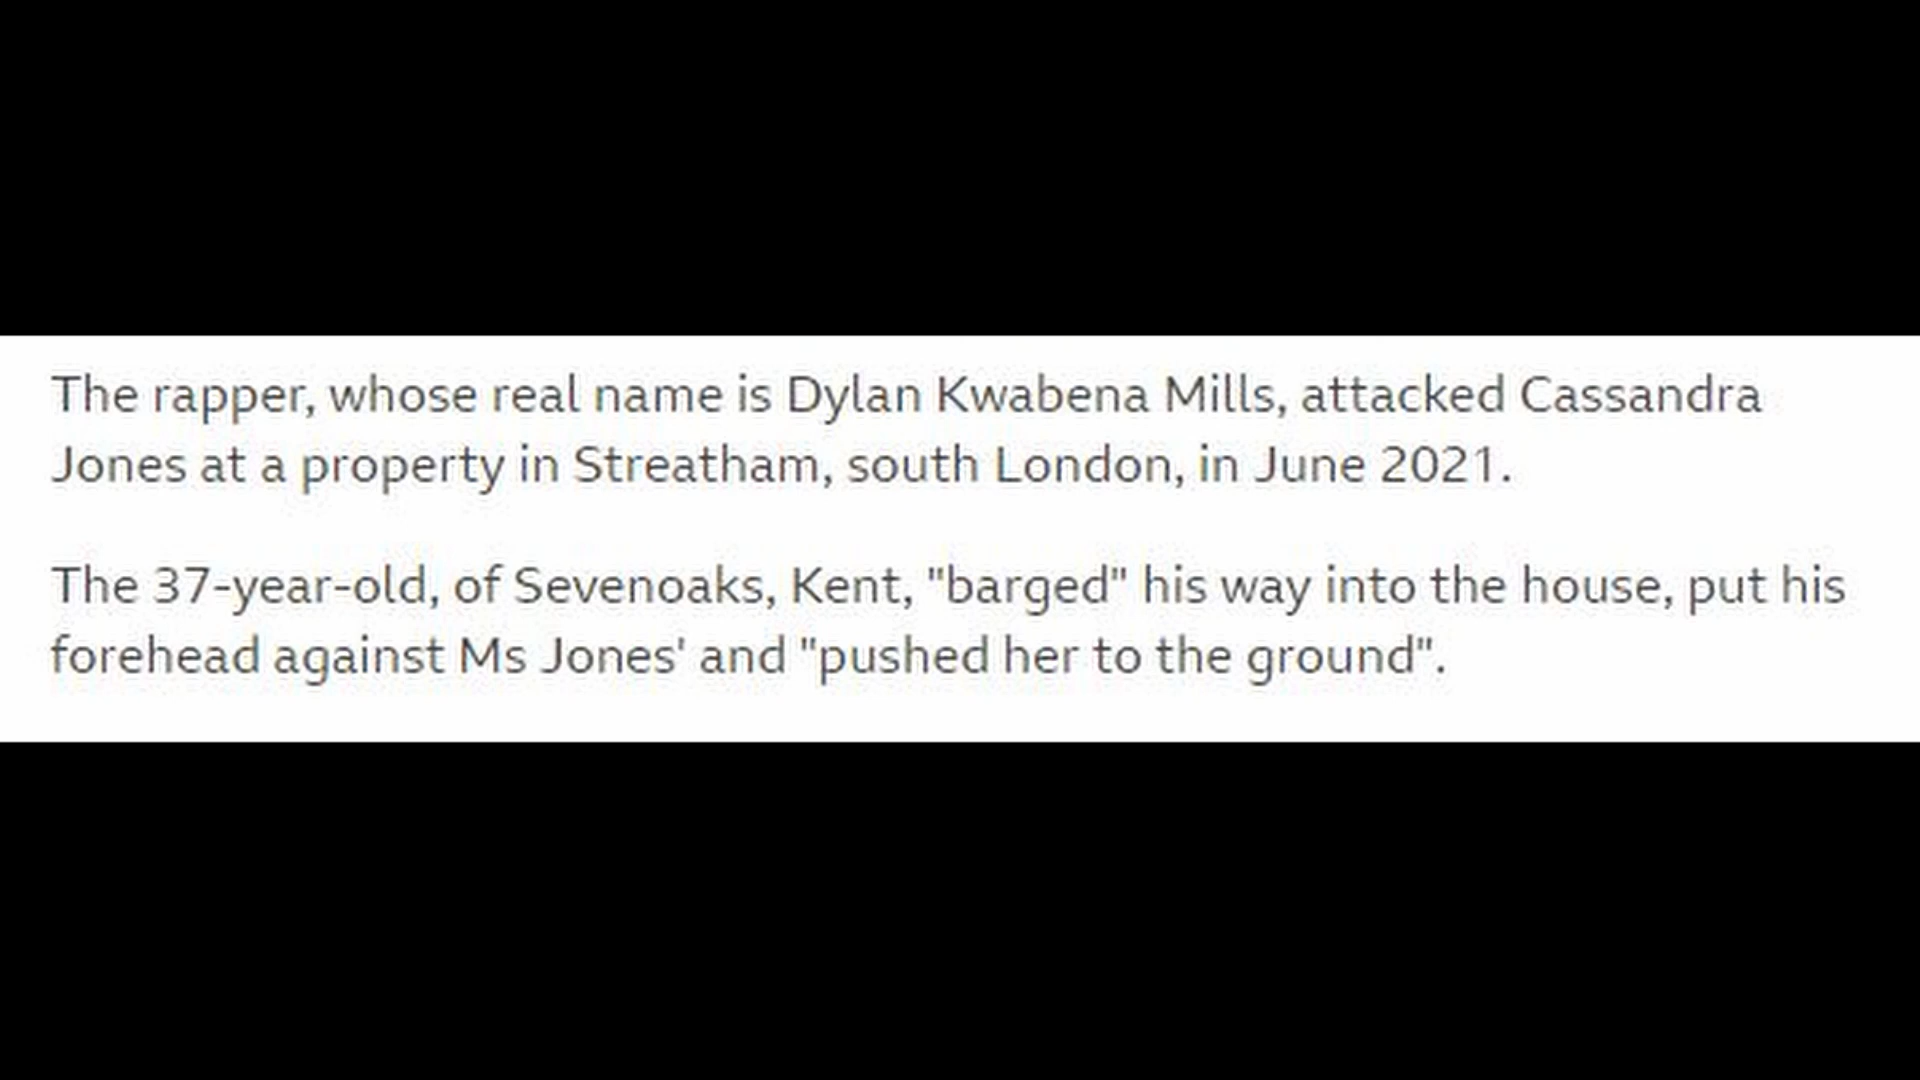 The rapper, whose real name is Dylan Kwabena Mills, attacked Cassandra
Jones at a property in Streatham, south London, in June 2021.
The 37-year-old, of Sevenoaks, Kent, "barged" his way into the house, put his
forehead against Ms Jones' and "pushed her to the ground".